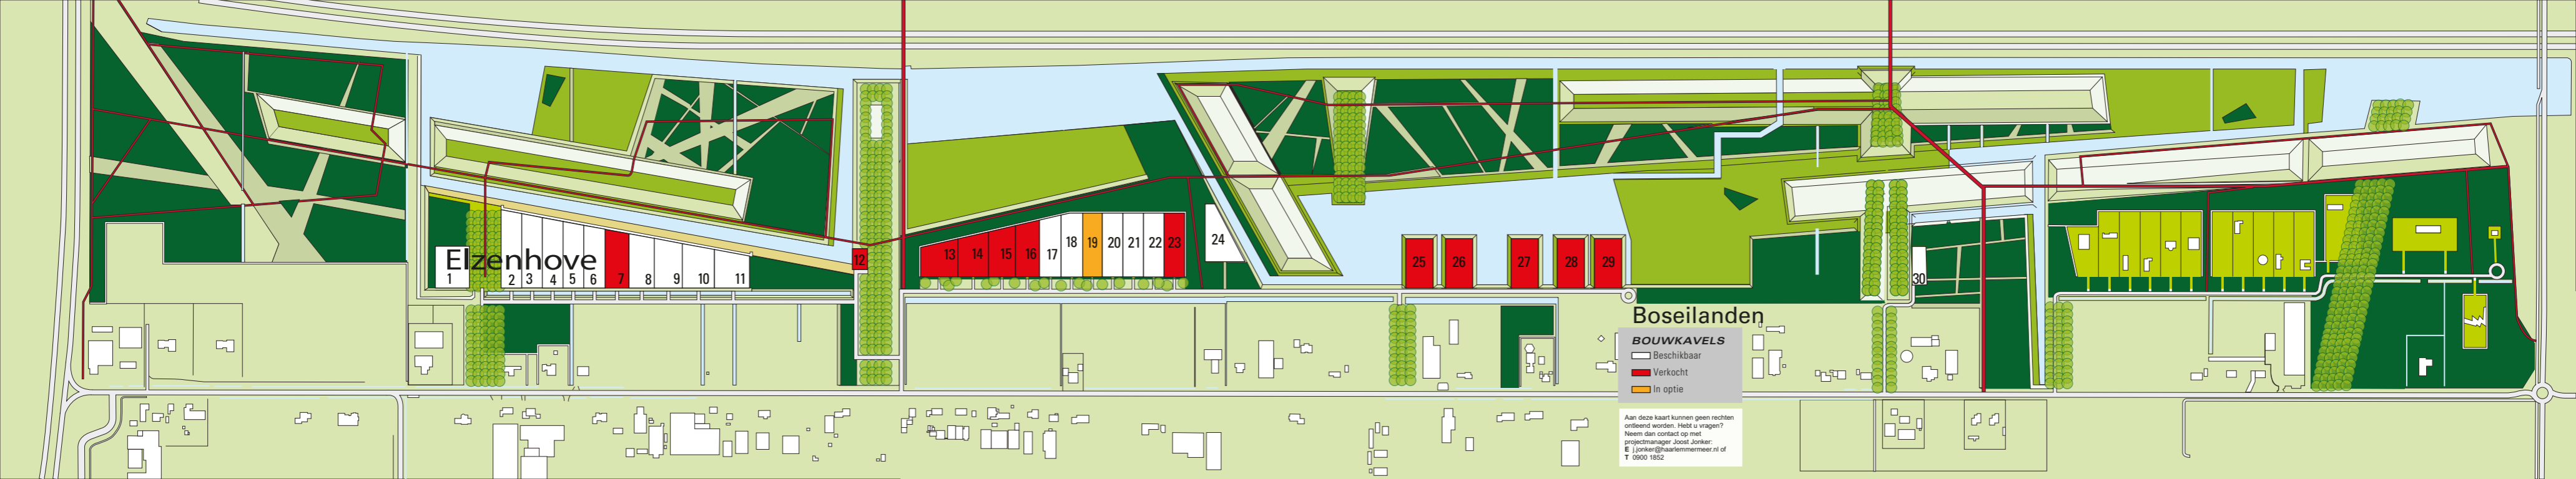 Elzenhove
1
2
3
4
5
6
7
8
9
10
11
12
13
14
15
16
17
18
19
20
21
22
23
24
25
26
27
28
29
30
Boseilanden
BOUWKAVELS
Beschikbaar
Verkocht
In optie
Aan deze kaart kunnen geen rechten
ontleend worden. Hebt u vragen?
Neem dan contact op met
projectmanager Joost Jonker:
E j.jonker@haarlemmermeer.nl of
T 0900 1852